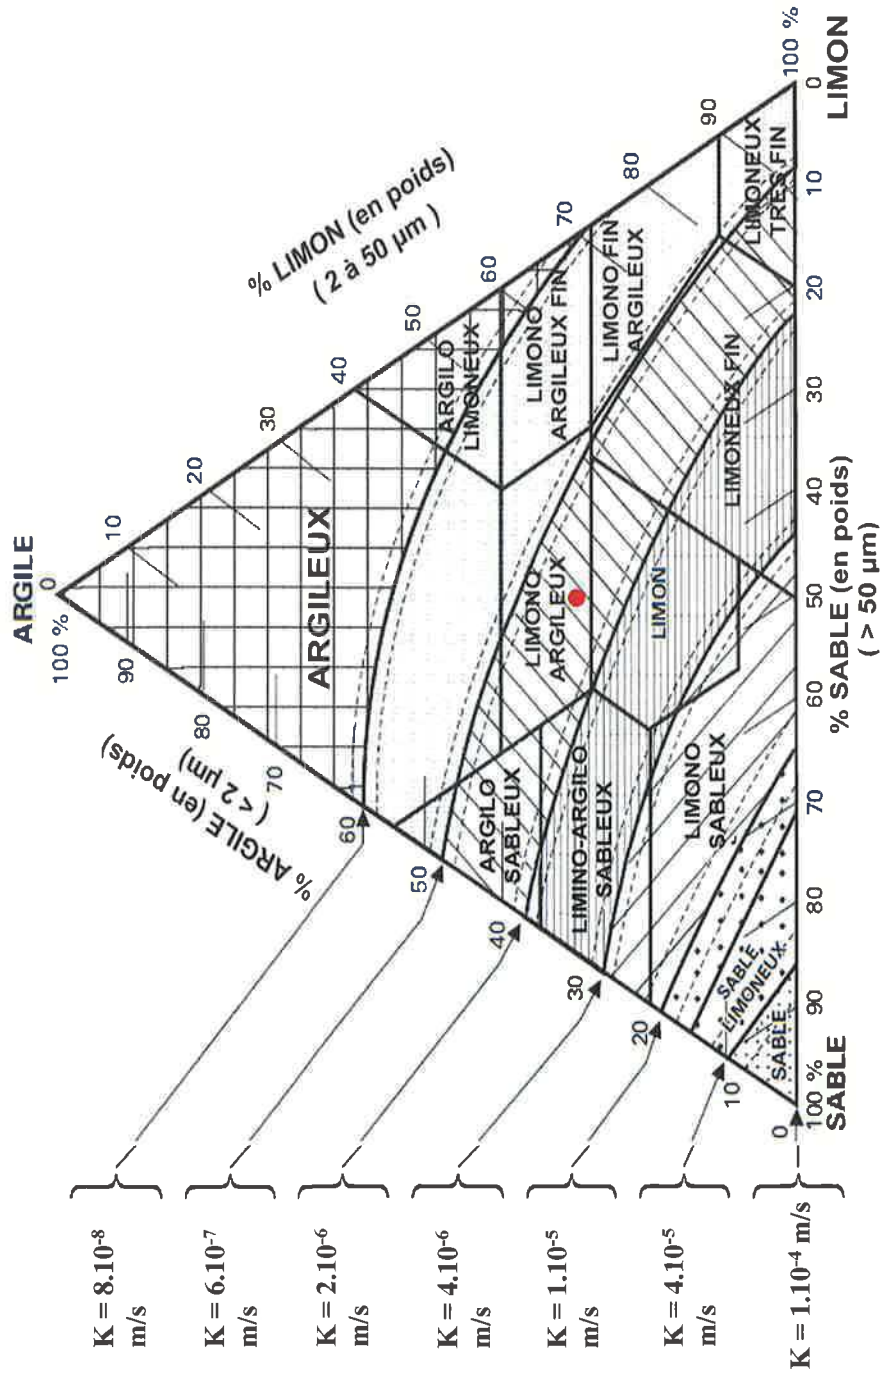 ARGILE
100 %
0
90
10
80
20
70
30
60
40
50
50
40
60
30
70
20
80
10
90
0
100 %
% ARGILE (en poids)
( < 2 µm)
% LIMON (en poids)
( 2 à 50 µm )
ARGILEUX
ARGILO
LIMONEUX
LIMONO
ARGILEUX
LIMONO
ARGILEUX FIN
LIMONO FIN
ARGILEUX
ARGILO
SABLEUX
LIMINO-ARGILO
SABLEUX
LIMON
LIMONO
SABLEUX
LIMONEUX FIN
LIMONEUX
TRES FIN
SABLE
LIMONEUX
SABLE
100 %
90
80
70
60
50
40
30
20
10
0
SABLE
LIMON
% SABLE (en poids)
( > 50 µm)
K = 8.10-8
m/s
K = 6.10-7
m/s
K = 2.10-6
m/s
K = 4.10-6
m/s
K = 1.10-5
m/s
K = 4.10-5
m/s
K = 1.10-4 m/s